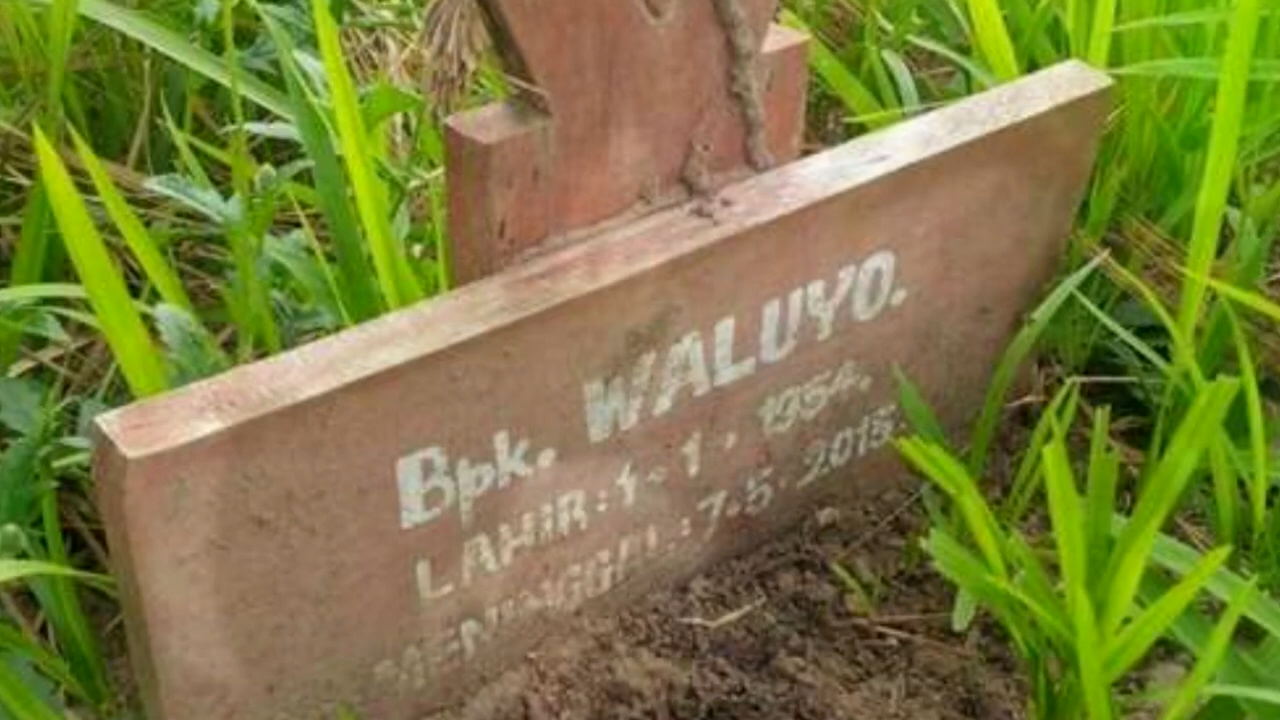 Bpk. WALUYO.
LAHIR: 1-1, 1954.
MENINGGAL: 7-5-2015.